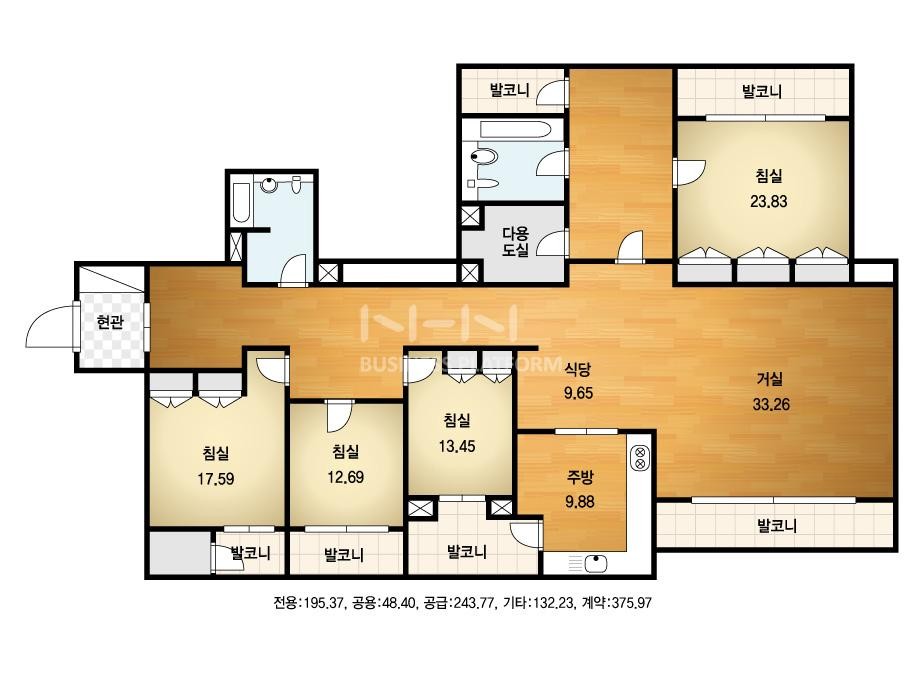 발코니
발코니
침실
23.83
다용
도실
현관
N-N
BUSINESS PLATFORM
식당
9.65
거실
33.26
침실
13.45
침실
17.59
침실
12.69
주방
9.88
발코니
발코니
발코니
발코니
전용:195.37, 공용:48.40, 공급:243.77, 기타:132.23, 계약:375.97